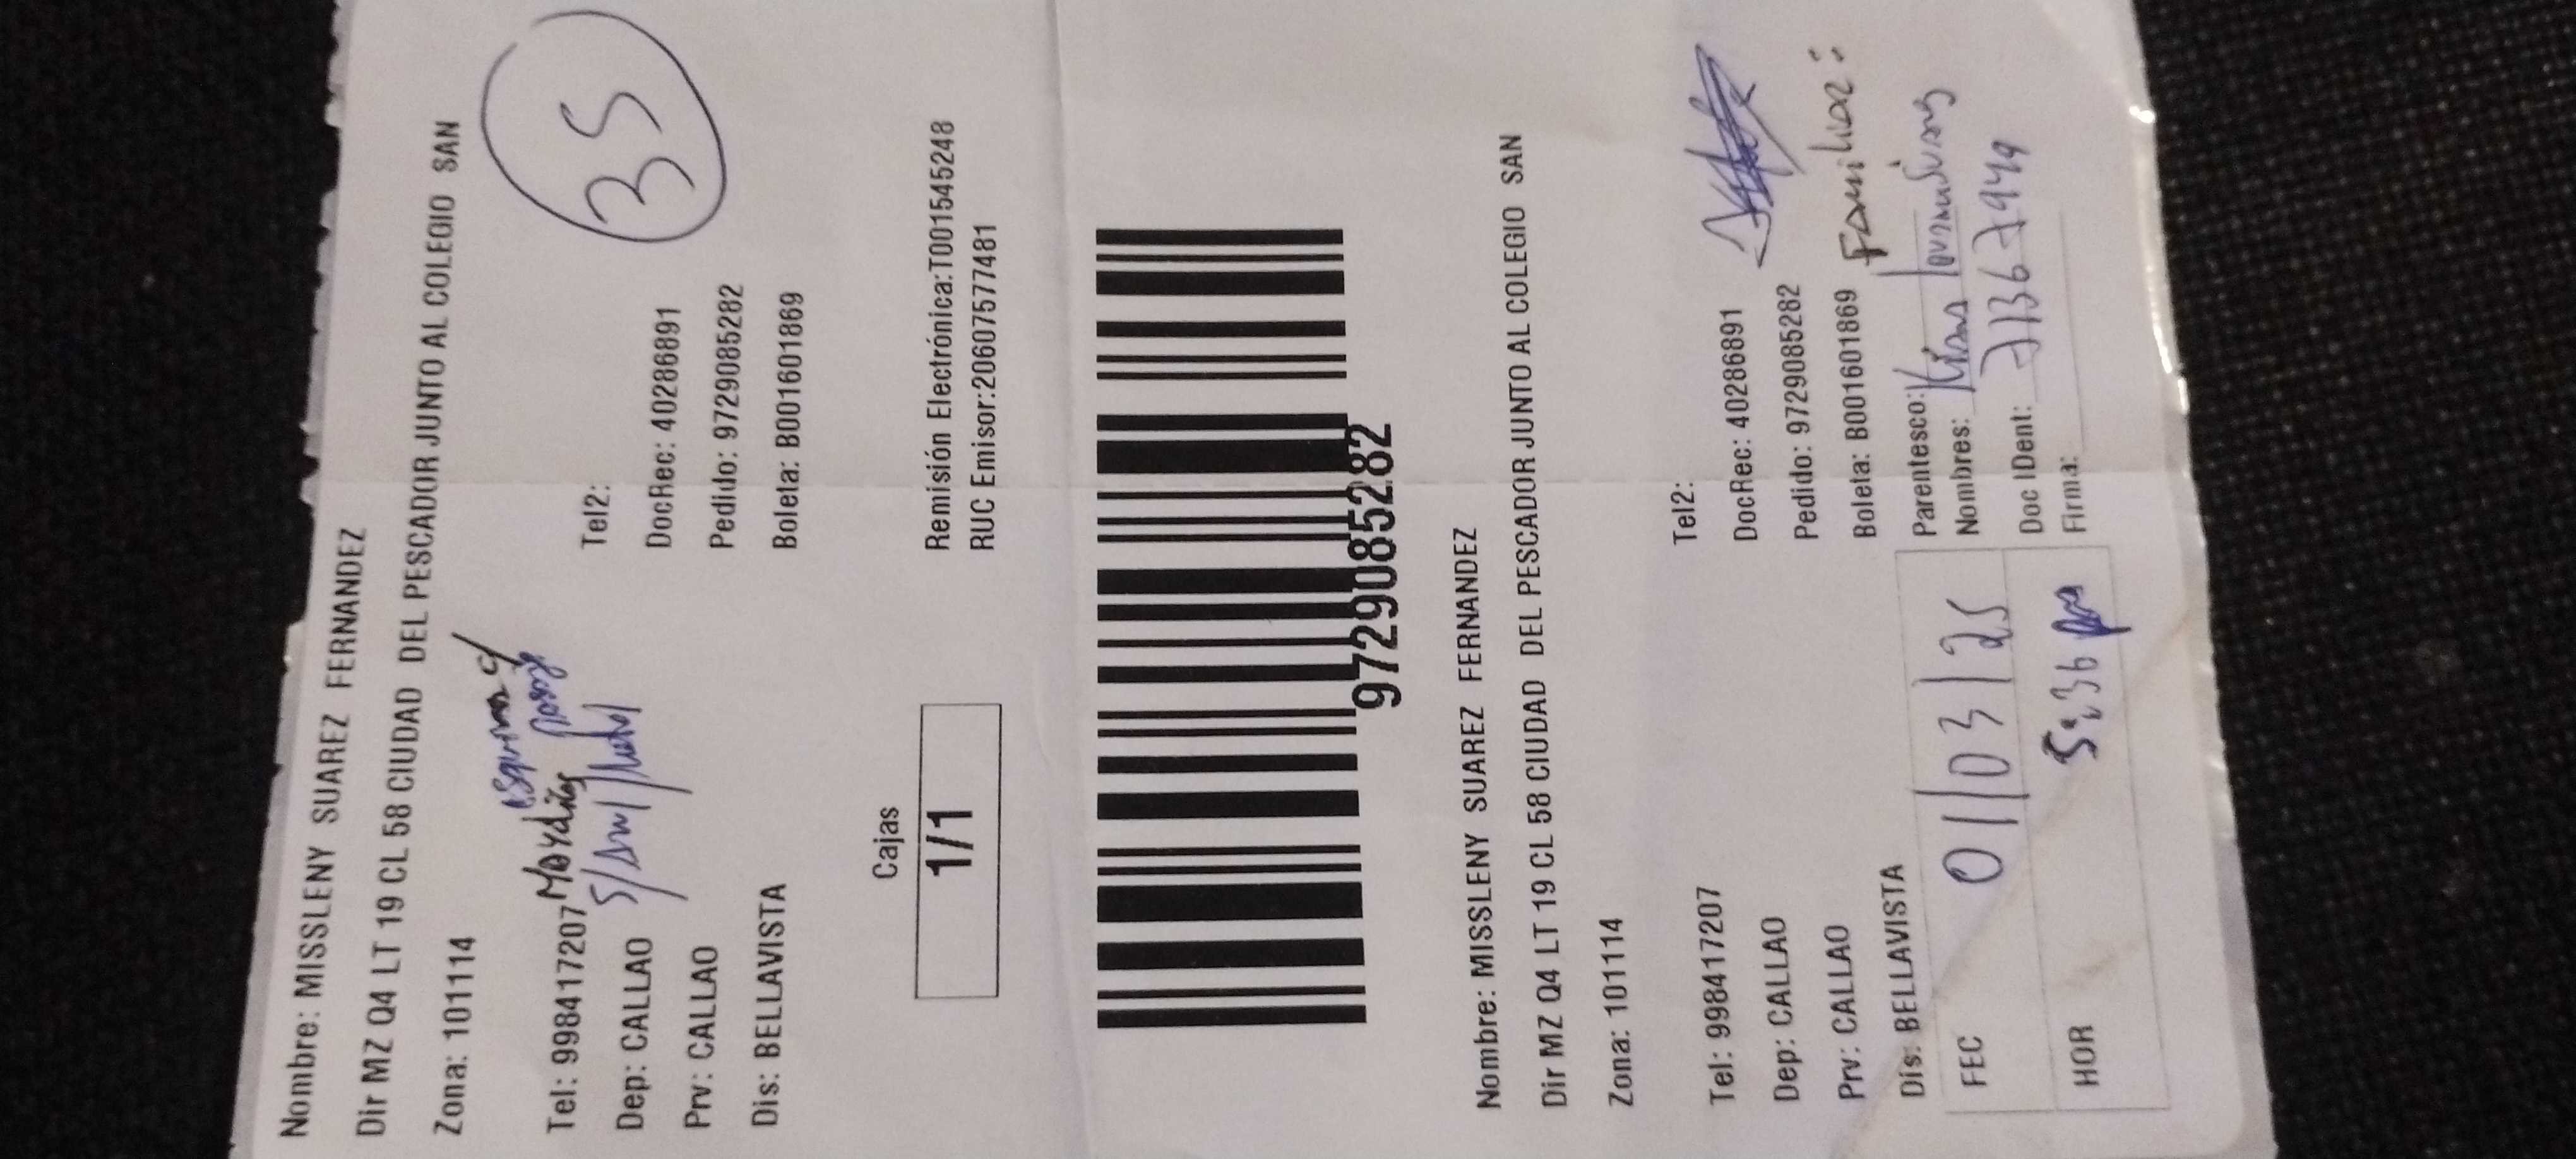 Nombre: MISSLENY SUAREZ FERNANDEZ
Dir MZ Q4 LT 19 CL 58 CIUDAD DEL PESCADOR JUNTO AL COLEGIO SAN
Zona: 101114
35
esquina
Tel: 998417207
Tel2:
Dep: CALLAO
DocRec: 40286891
Prv: CALLAO
Pedido: 9729085282
Dis: BELLAVISTA
Boleta: B001601869
Cajas
1/1
Remisión Electrónica:T001545248
RUC Emisor:20607577481
9729085282
Nombre: MISSLENY SUAREZ FERNANDEZ
Dir MZ Q4 LT 19 CL 58 CIUDAD DEL PESCADOR JUNTO AL COLEGIO SAN
Zona: 101114
Tel: 998417207
Tel2:
Dep: CALLAO
DocRec: 40286891
Prv: CALLAO
Pedido: 9729085282
Dis: BELLAVISTA
Boleta: B001601869
Familiar:
FEC 01/03/25
Parentesco:
Nombres:
HOR 5:36
Doc IDent:
Firma: